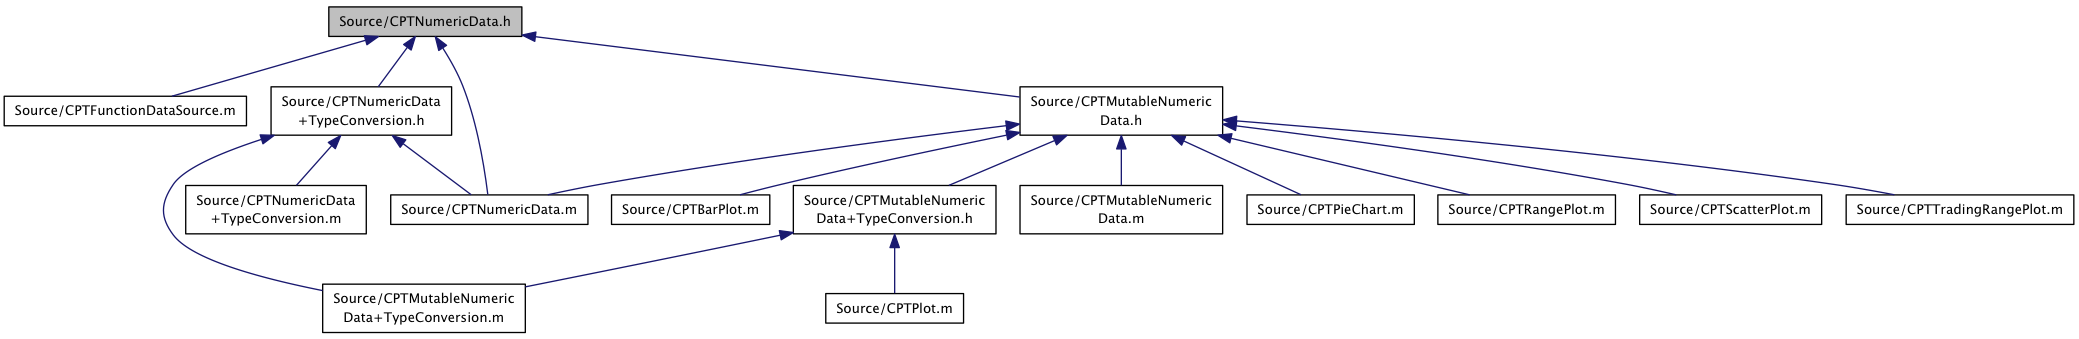 Source/CPTNumericData.h
Source/CPTFunctionDataSource.m
Source/CPTNumericData
+TypeConversion.h
Source/CPTMutableNumeric
Data.h
Source/CPTNumericData
+TypeConversion.m
Source/CPTNumericData.m
Source/CPTBarPlot.m
Source/CPTMutableNumeric
Data+TypeConversion.h
Source/CPTMutableNumeric
Data.m
Source/CPTPieChart.m
Source/CPTRangePlot.m
Source/CPTScatterPlot.m
Source/CPTTradingRangePlot.m
Source/CPTMutableNumeric
Data+TypeConversion.m
Source/CPTPlot.m